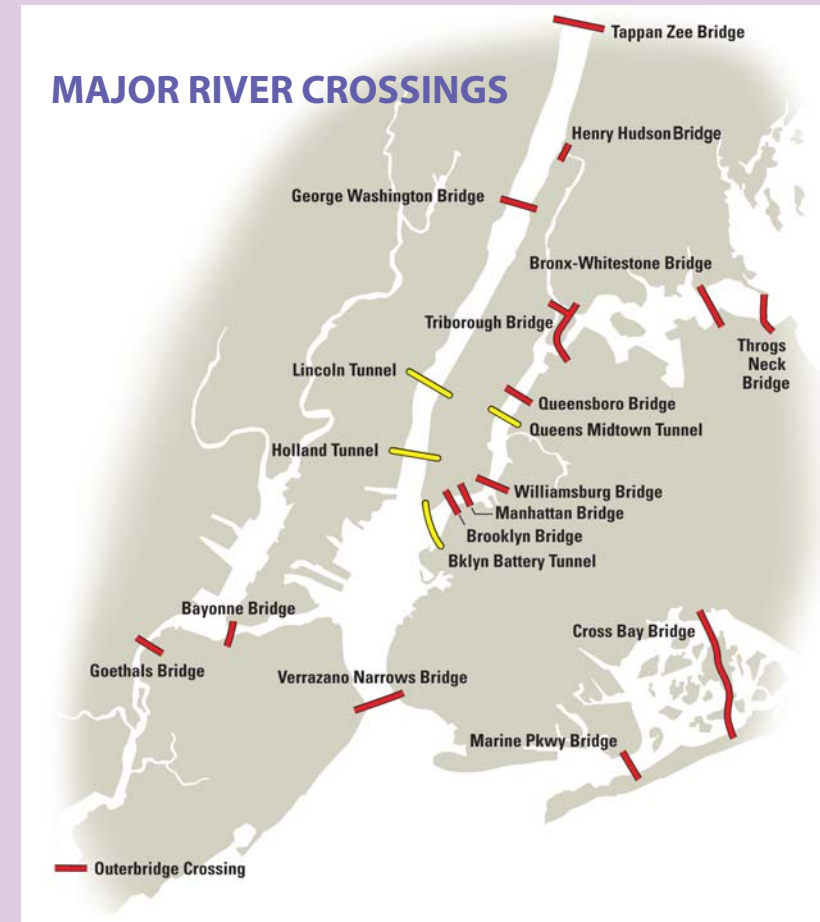 MAJOR RIVER CROSSINGS
Tappan Zee Bridge
Henry Hudson Bridge
George Washington Bridge
Bronx-Whitestone Bridge
Triborough Bridge
Throgs
Neck
Bridge
Lincoln Tunnel
Queensboro Bridge
Queens Midtown Tunnel
Holland Tunnel
Williamsburg Bridge
Manhattan Bridge
Brooklyn Bridge
Bklyn Battery Tunnel
Bayonne Bridge
Cross Bay Bridge
Goethals Bridge
Verrazano Narrows Bridge
Marine Pkwy Bridge
Outerbridge Crossing